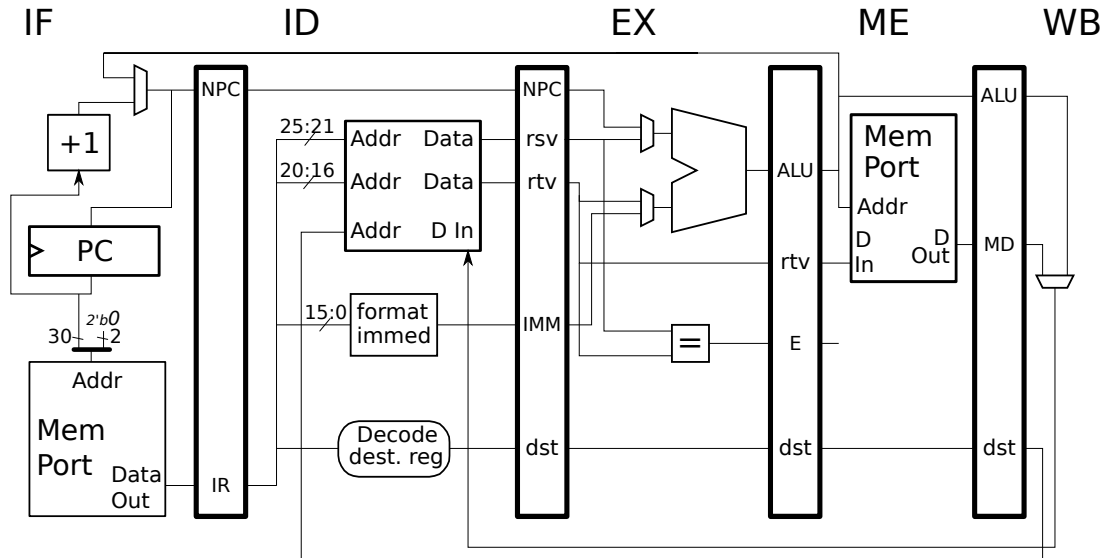 IF ID EX ME WB
NPC NPC ALU
+1
25:21 Addr Data rsv
20:16 Addr Data rtv
Addr D In
ALU
Mem
Port
Addr
D
In
D
Out
MD
PC
rtv
15:0 format
immed
IMM
2'b0
30 2
=
E
Addr
Mem
Port
Data
Out
IR
Decode
dest. reg
dst dst dst